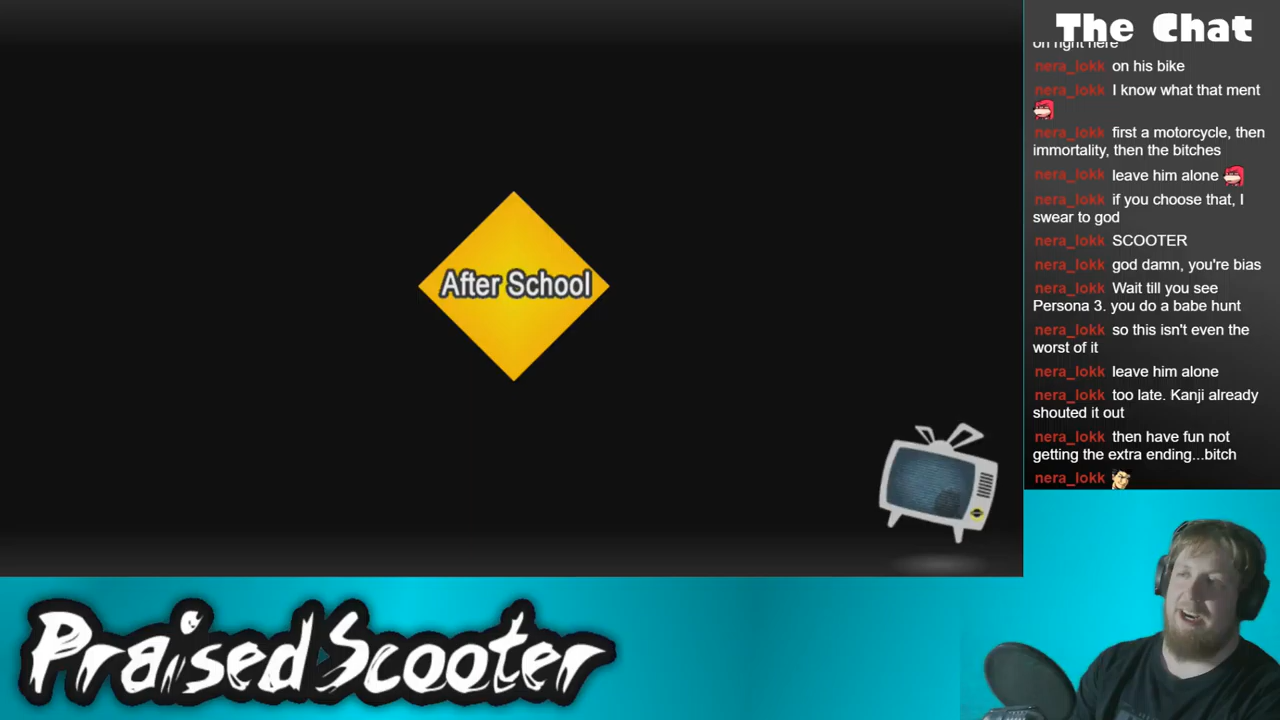 After School
The Chat
on right here
nera_lokk on his bike
nera_lokk I know what that ment
nera_lokk first a motorcycle, then
immortality, then the bitches
nera_lokk leave him alone
nera_lokk if you choose that, I
swear to god
nera_lokk SCOOTER
nera_lokk god damn, you're bias
nera_lokk Wait till you see
Persona 3. you do a babe hunt
nera_lokk so this isn't even the
worst of it
nera_lokk leave him alone
nera_lokk too late. Kanji already
shouted it out
nera_lokk then have fun not
getting the extra ending...bitch
nera_lokk
PraisedScooter